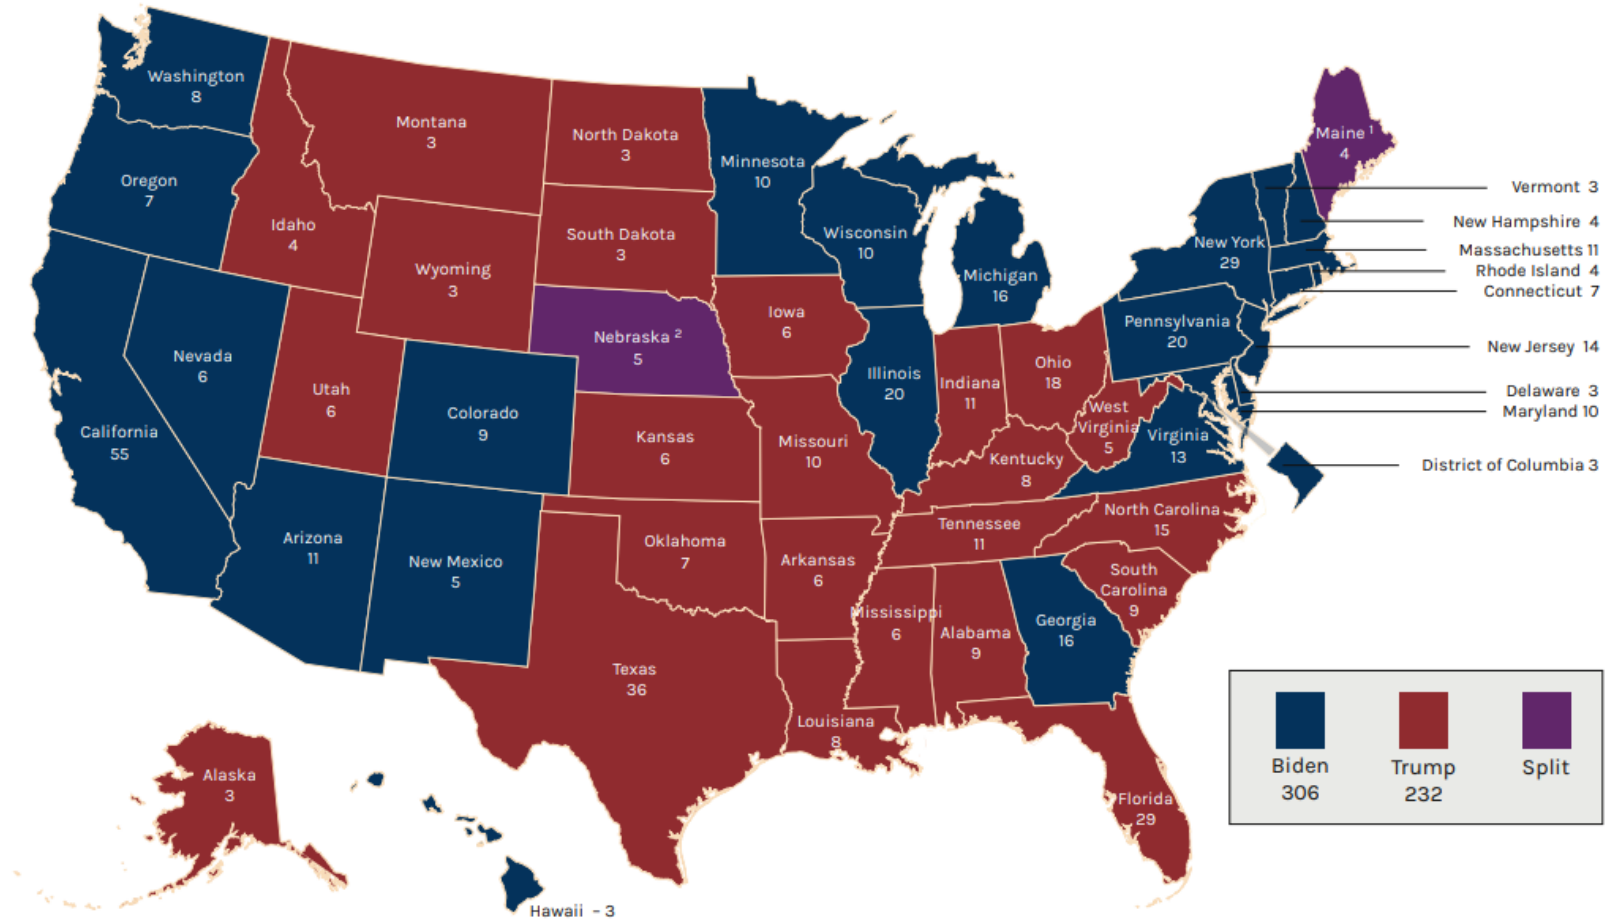 Washington
8
Oregon
7
California
55
Nevada
6
Idaho
4
Montana
3
Wyoming
3
Utah
6
Colorado
9
Arizona
11
New Mexico
5
North Dakota
3
South Dakota
3
Nebraska 2
5
Kansas
6
Oklahoma
7
Texas
36
Minnesota
10
Iowa
6
Missouri
10
Arkansas
6
Louisiana
8
Wisconsin
10
Illinois
20
Michigan
16
Indiana
11
Ohio
18
Kentucky
8
Tennessee
11
Mississippi
6
Alabama
9
Georgia
16
Florida
29
South
Carolina
9
North Carolina
15
Virginia
13
West
Virginia
5
Pennsylvania
20
New York
29
Maine 1
4
Vermont 3
New Hampshire 4
Massachusetts 11
Rhode Island 4
Connecticut 7
New Jersey 14
Delaware 3
Maryland 10
District of Columbia 3
Alaska
3
Hawaii – 3
Biden
306
Trump
232
Split